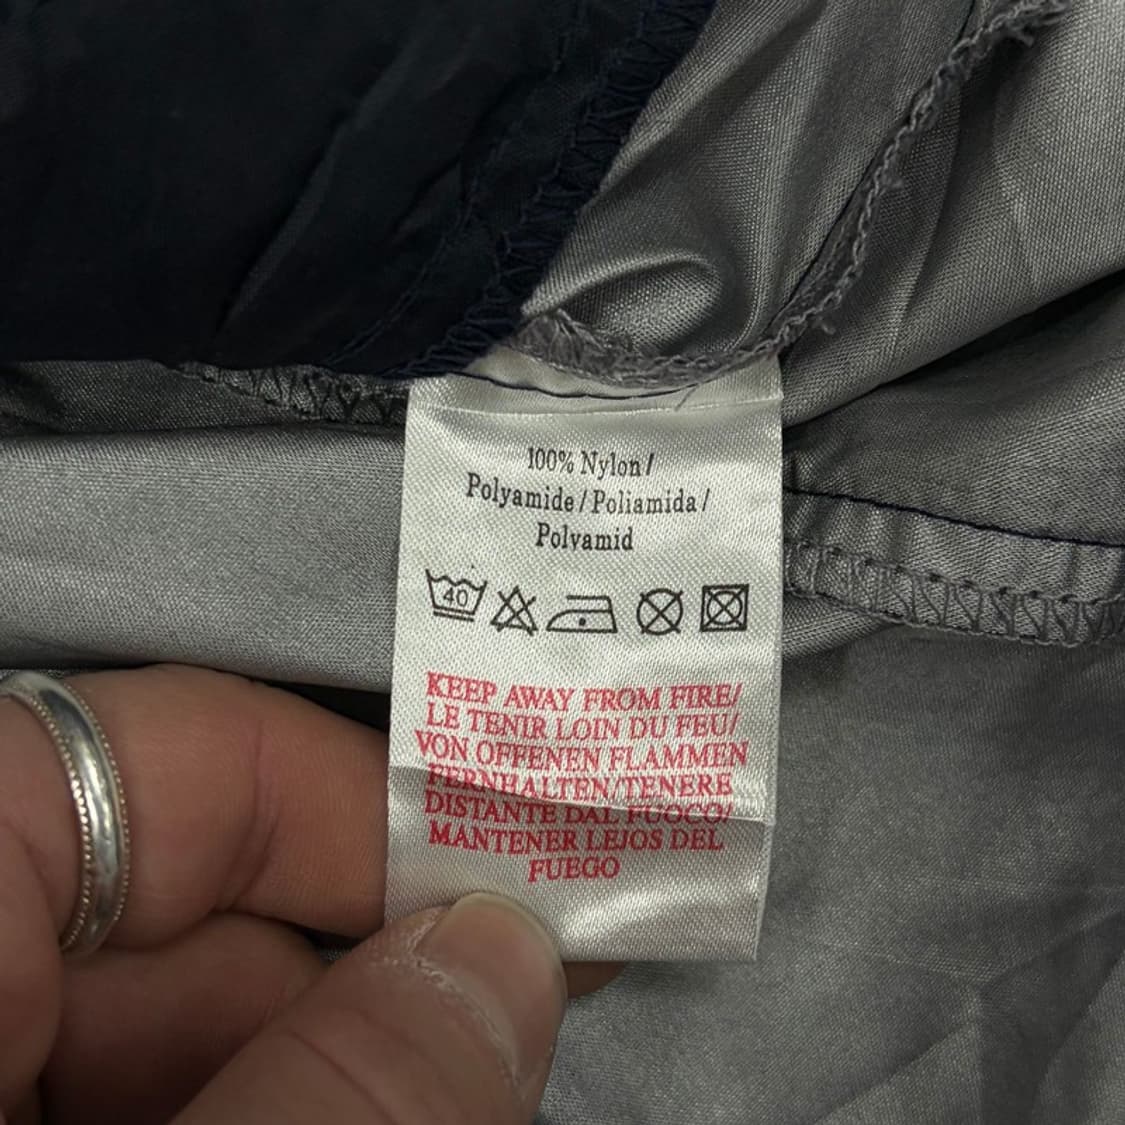 100% Nylon /
Polyamide / Poliamida /
Polyamid
40
KEEP AWAY FROM FIRE/
LE TENIR LOIN DU FEU/
VON OFFENEN FLAMMEN
FERNHALTEN/TENERE
DISTANTE DAL FUOCO/
MANTENER LEJOS DEL
FUEGO